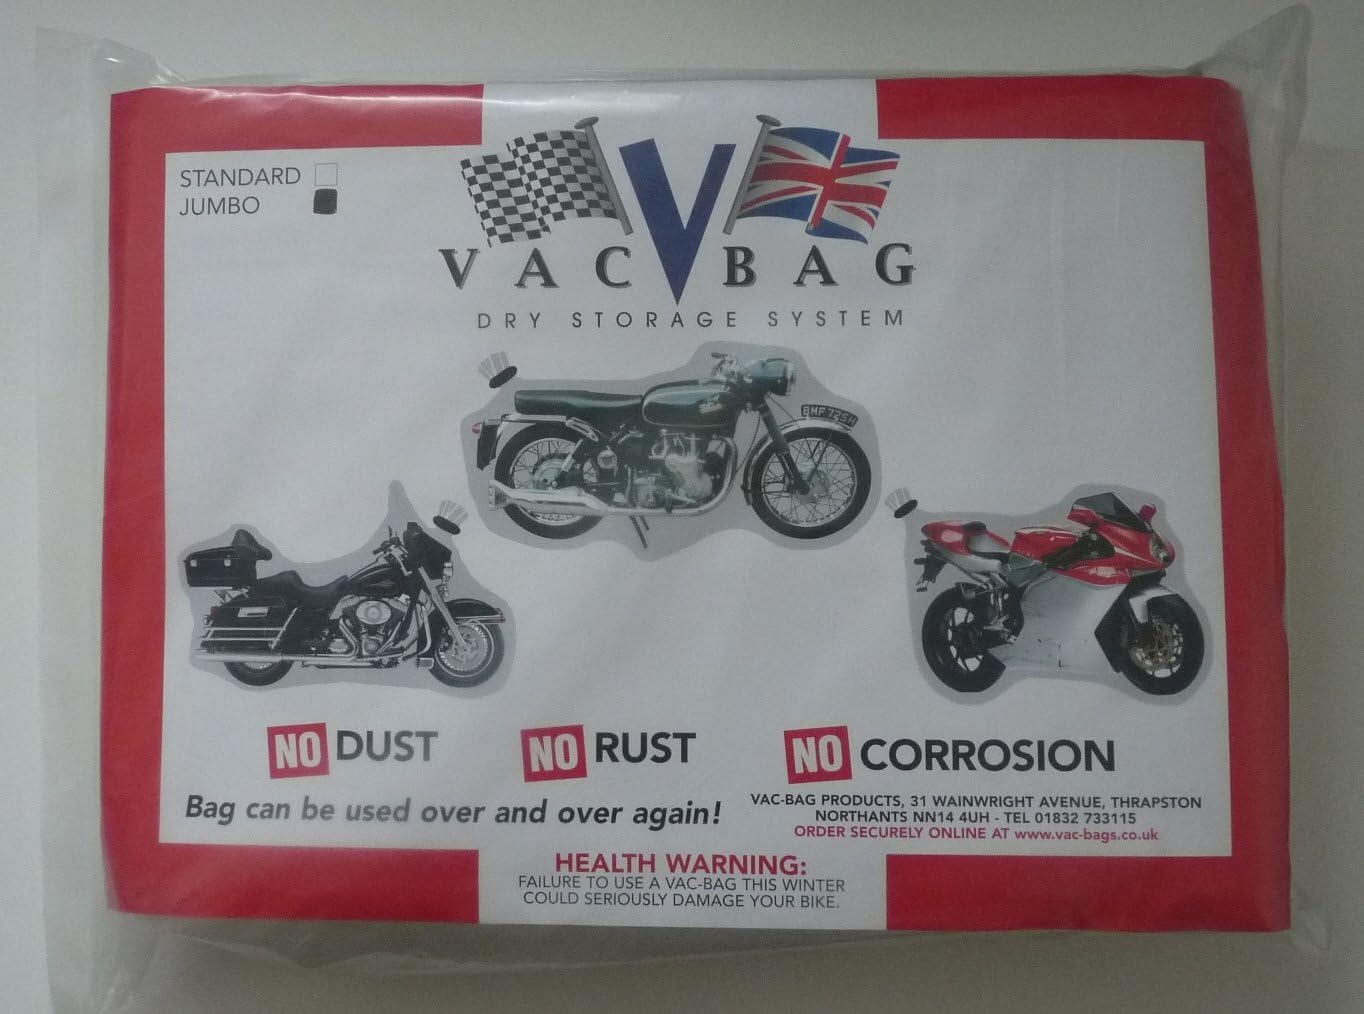 STANDARD
JUMBO
V
VAC BAG
DRY STORAGE SYSTEM
BMF 725H
NO DUST
NO RUST
NO CORROSION
Bag can be used over and over again!
VAC-BAG PRODUCTS, 31 WAINWRIGHT AVENUE, THRAPSTON
NORTHANTS NN14 4UH - TEL 01832 733115
ORDER SECURELY ONLINE AT www.vac-bags.co.uk
HEALTH WARNING:
FAILURE TO USE A VAC-BAG THIS WINTER
COULD SERIOUSLY DAMAGE YOUR BIKE.